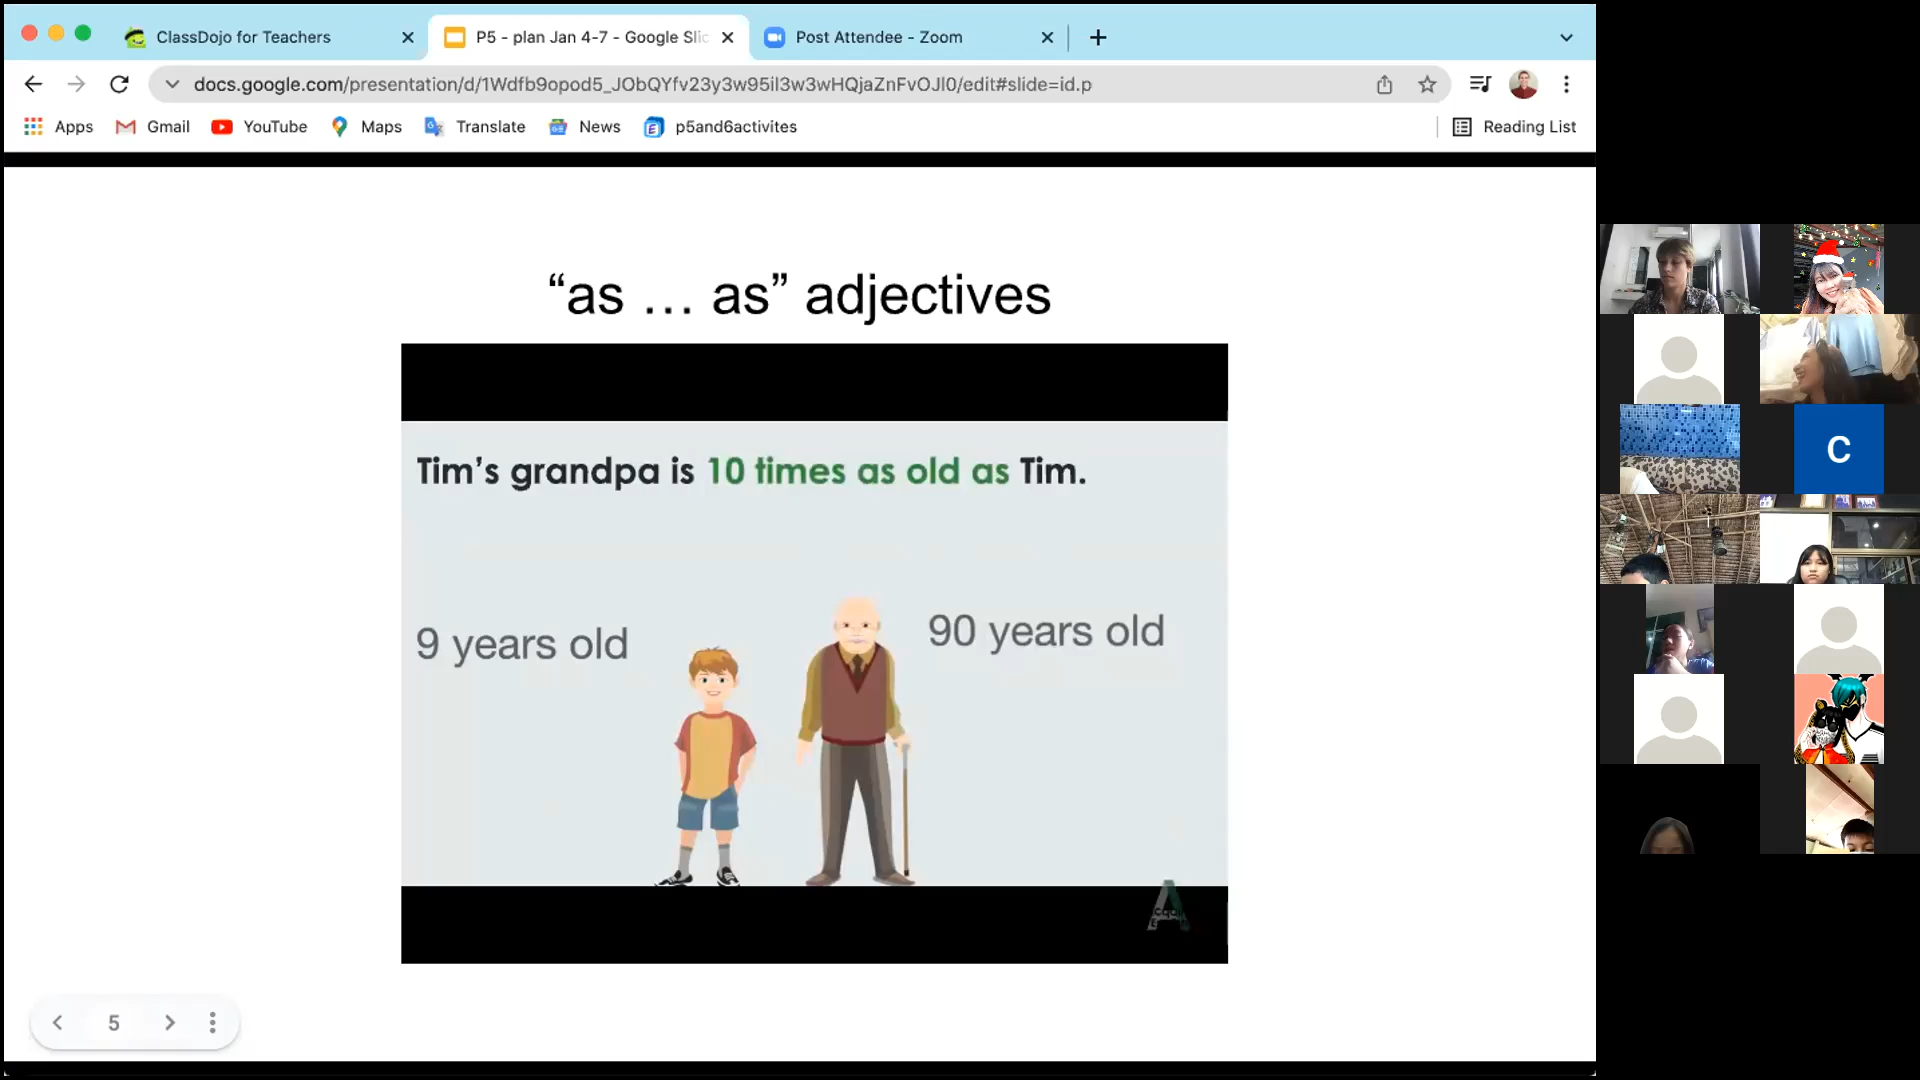 ClassDojo for Teachers
P5 - plan Jan 4-7 - Google Slic
Post Attendee - Zoom
docs.google.com/presentation/d/1Wdfb9opod5_JObQYfv23y3w95il3w3wHQjaZnFvOJl0/edit#slide=id.p
Apps
Gmail
YouTube
Maps
Translate
News
p5and6activites
Reading List
“as … as” adjectives
Tim’s grandpa is 10 times as old as Tim.
9 years old
90 years old
A
5
C